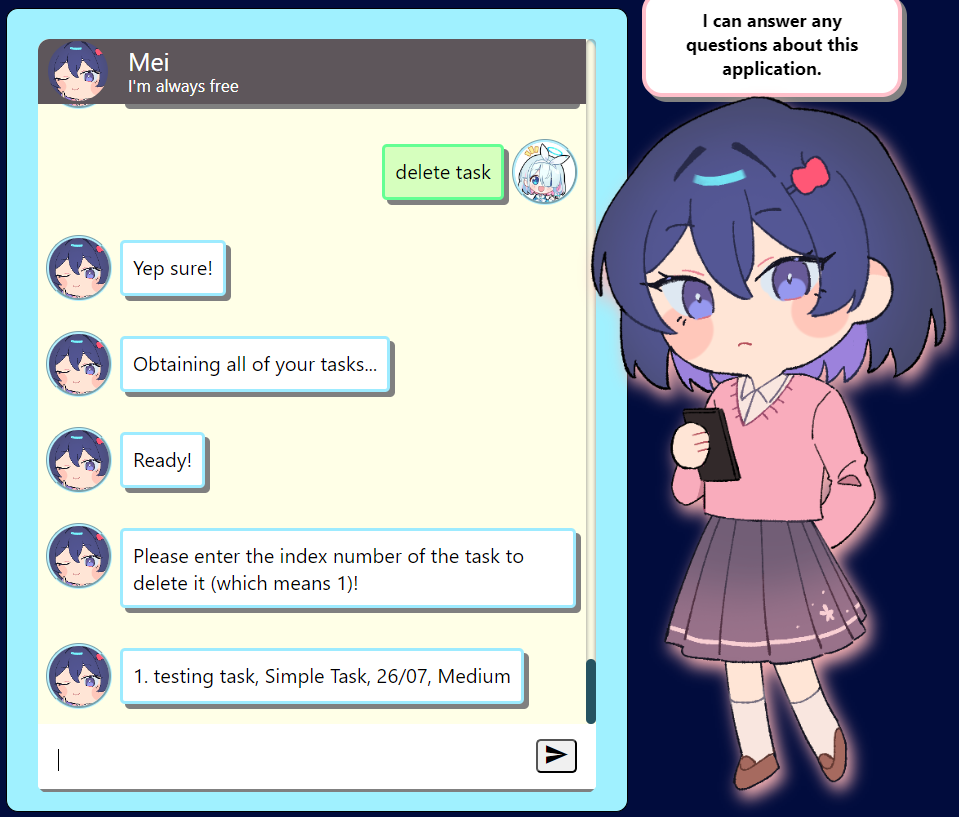 Mei
I'm always free
I can answer any
questions about this
application.
delete task
Yep sure!
Obtaining all of your tasks...
Ready!
Please enter the index number of the task to
delete it (which means 1)!
1. testing task, Simple Task, 26/07, Medium